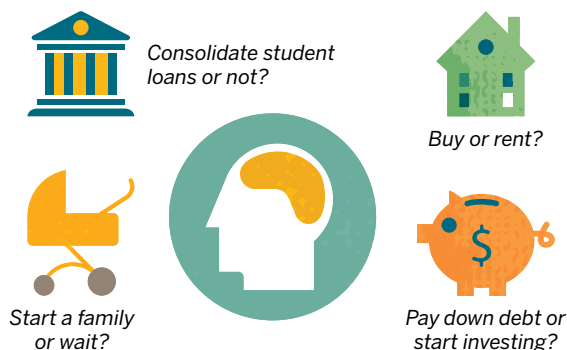 Consolidate student
loans or not?
Buy or rent?
$
Start a family
or wait?
Pay down debt or
start investing?